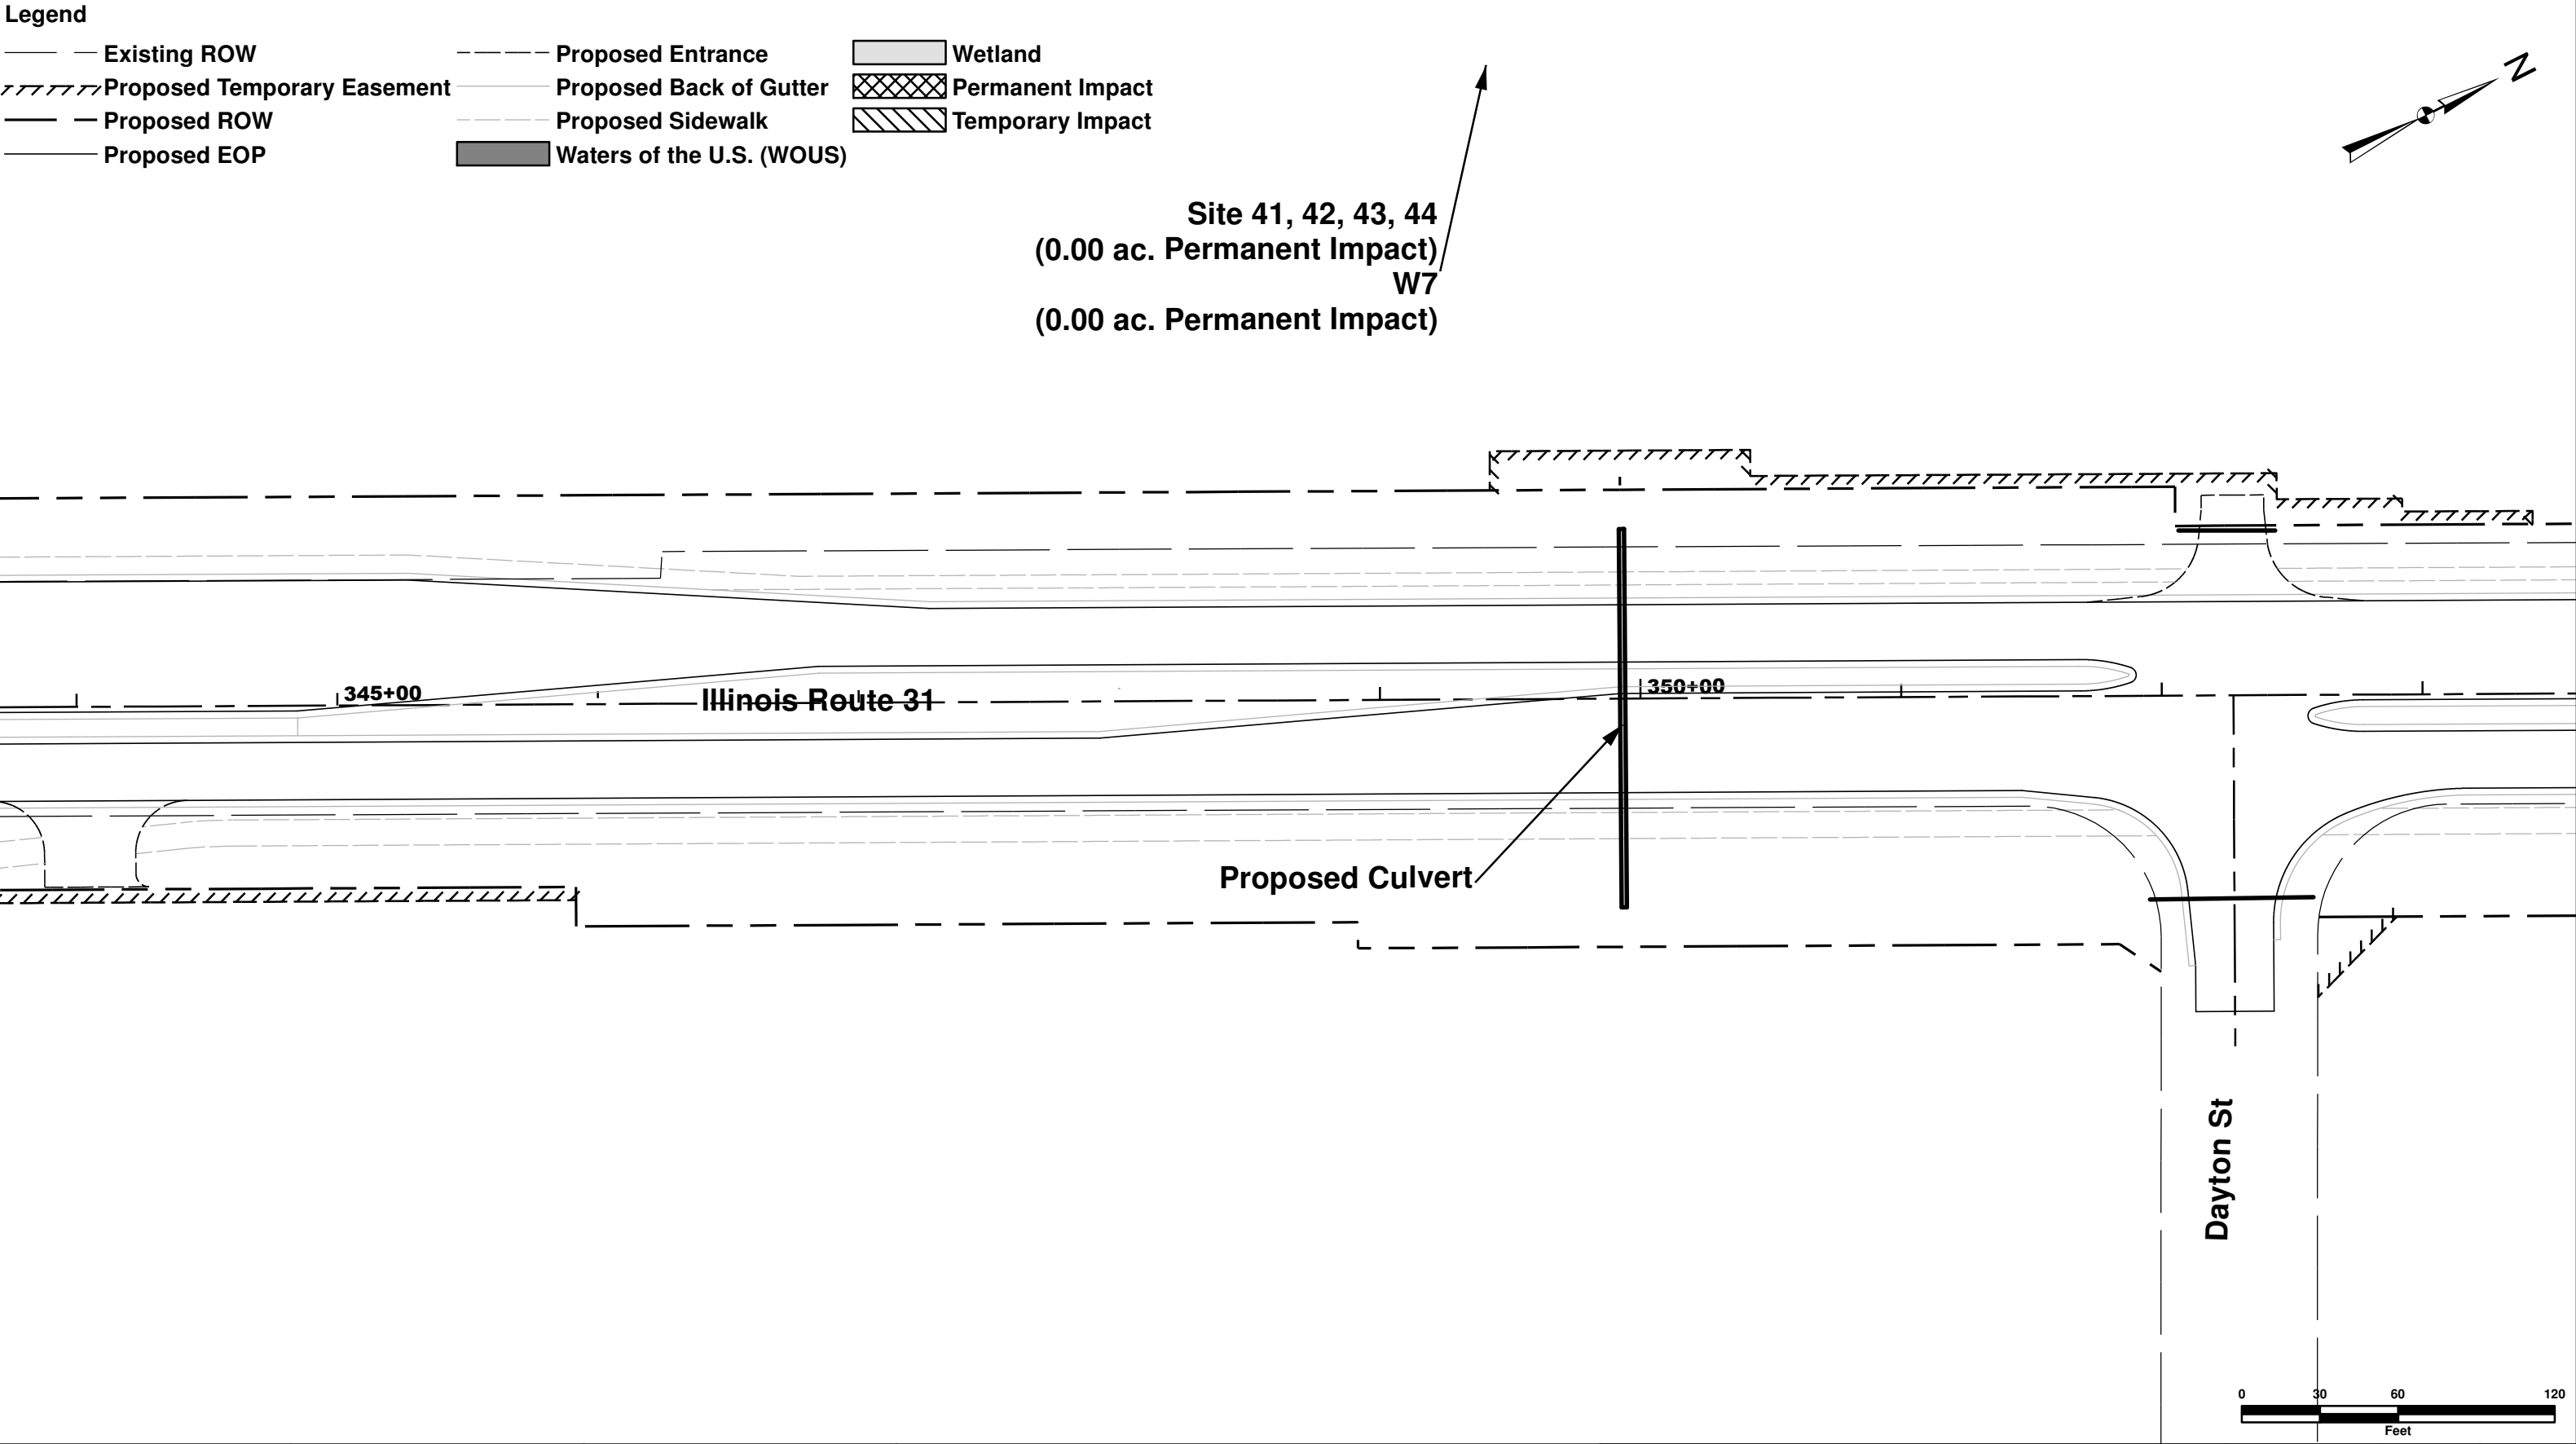 Legend
Existing ROW
Proposed Temporary Easement
Proposed ROW
Proposed EOP
Proposed Entrance
Proposed Back of Gutter
Proposed Sidewalk
Waters of the U.S. (WOUS)
Wetland
Permanent Impact
Temporary Impact
N
Site 41, 42, 43, 44
(0.00 ac. Permanent Impact)
W7
(0.00 ac. Permanent Impact)
345+00
Illinois Route 31
350+00
Proposed Culvert
Dayton St
0 30 60 120
Feet